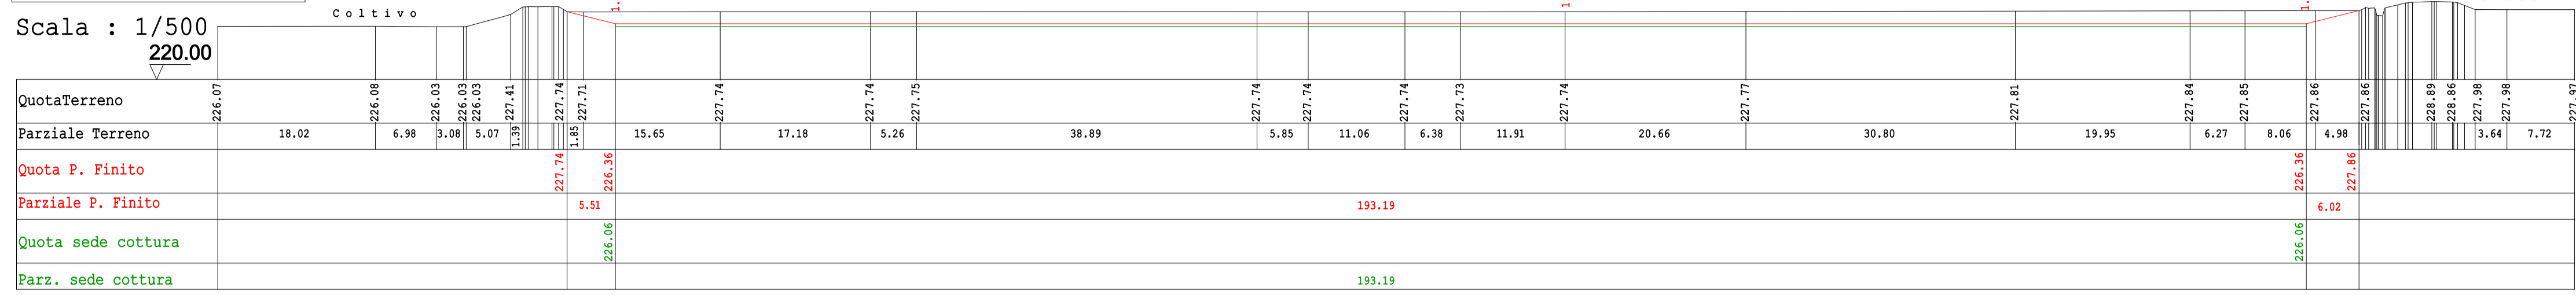 Coltivo
1.
1
1.
Scala : 1/500
220.00
QuotaTerreno 226.07 226.08 226.03 226.03 226.03 227.41 227.74 227.71 227.74 227.74 227.75 227.74 227.74 227.74 227.73 227.74 227.77 227.81 227.84 227.85 227.86 227.86 228.89 228.86 227.98 227.98 227.97
Parziale Terreno 18.02 6.98 3.08 5.07 1.39 1.85 15.65 17.18 5.26 38.89 5.85 11.06 6.38 11.91 20.66 30.80 19.95 6.27 8.06 4.98 3.64 7.72
Quota P. Finito 227.74 226.36 226.36 227.86
Parziale P. Finito 5.51 193.19 6.02
Quota sede cottura 226.06 226.06
Parz. sede cottura 193.19